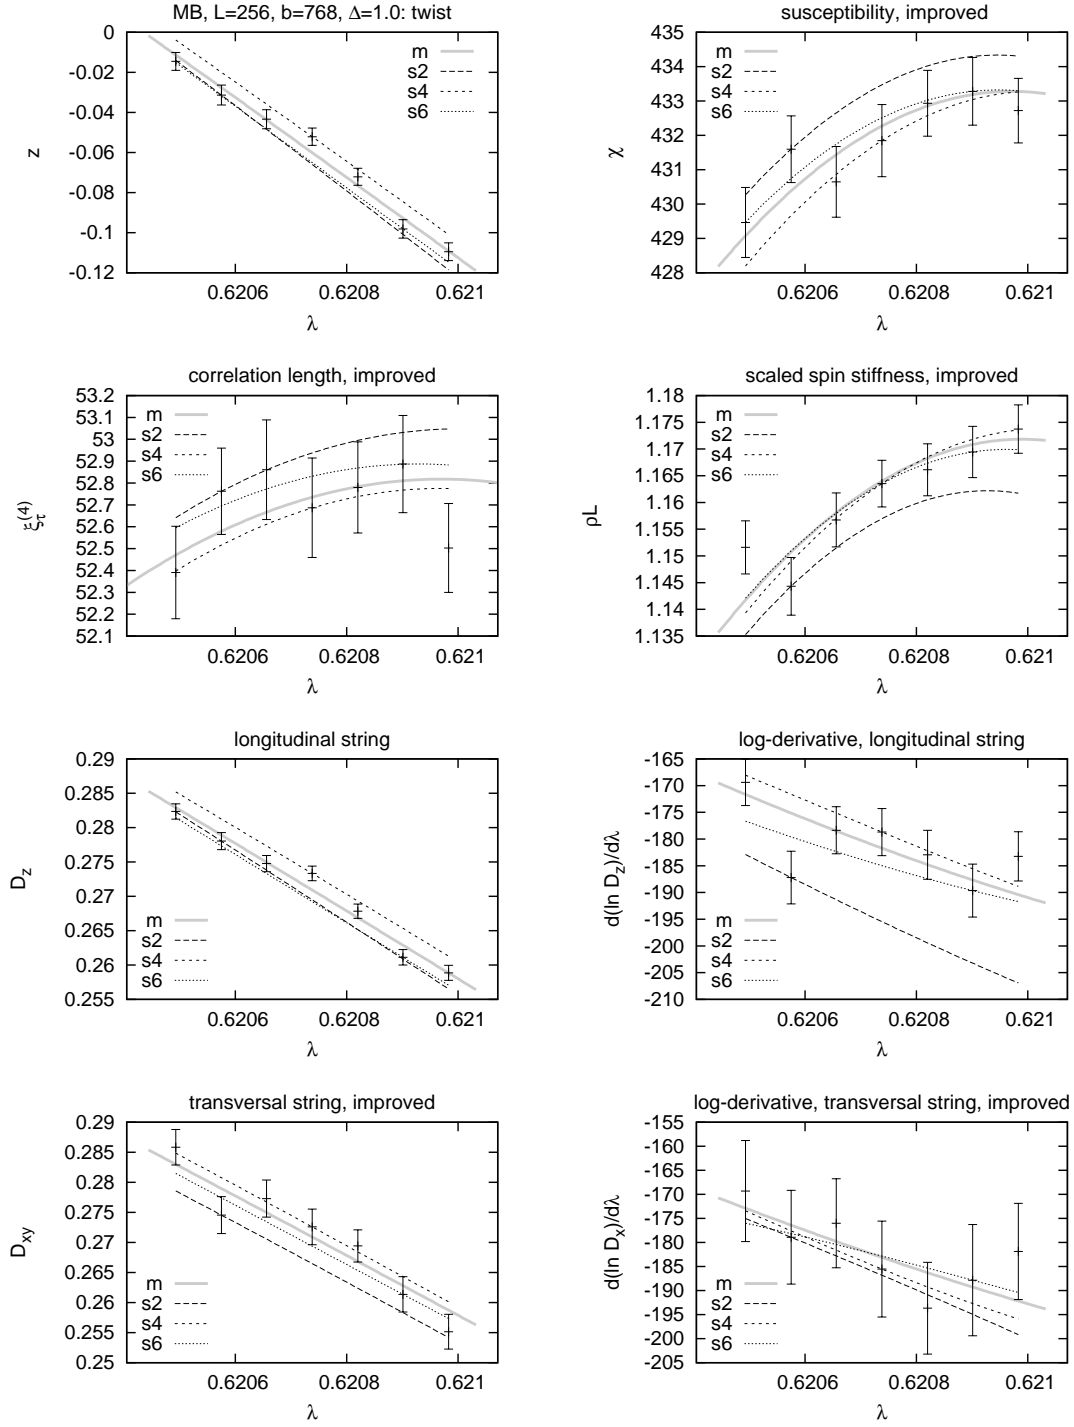 MB, L=256, b=768, Δ=1.0: twist
z
0
-0.02
-0.04
-0.06
-0.08
-0.1
-0.12
m
s2
s4
s6
0.6206 0.6208 0.621
λ
susceptibility, improved
χ
435
434
433
432
431
430
429
428
m
s2
s4
s6
0.6206 0.6208 0.621
λ
correlation length, improved
ξτ(4)
53.2
53.1
53
52.9
52.8
52.7
52.6
52.5
52.4
52.3
52.2
52.1
m
s2
s4
s6
0.6206 0.6208 0.621
λ
scaled spin stiffness, improved
ρL
1.18
1.175
1.17
1.165
1.16
1.155
1.15
1.145
1.14
1.135
m
s2
s4
s6
0.6206 0.6208 0.621
λ
longitudinal string
Dz
0.29
0.285
0.28
0.275
0.27
0.265
0.26
0.255
m
s2
s4
s6
0.6206 0.6208 0.621
λ
log-derivative, longitudinal string
d(ln Dz)/dλ
-165
-170
-175
-180
-185
-190
-195
-200
-205
-210
m
s2
s4
s6
0.6206 0.6208 0.621
λ
transversal string, improved
Dxy
0.29
0.285
0.28
0.275
0.27
0.265
0.26
0.255
0.25
m
s2
s4
s6
0.6206 0.6208 0.621
λ
log-derivative, transversal string, improved
d(ln Dx)/dλ
-155
-160
-165
-170
-175
-180
-185
-190
-195
-200
-205
m
s2
s4
s6
0.6206 0.6208 0.621
λ